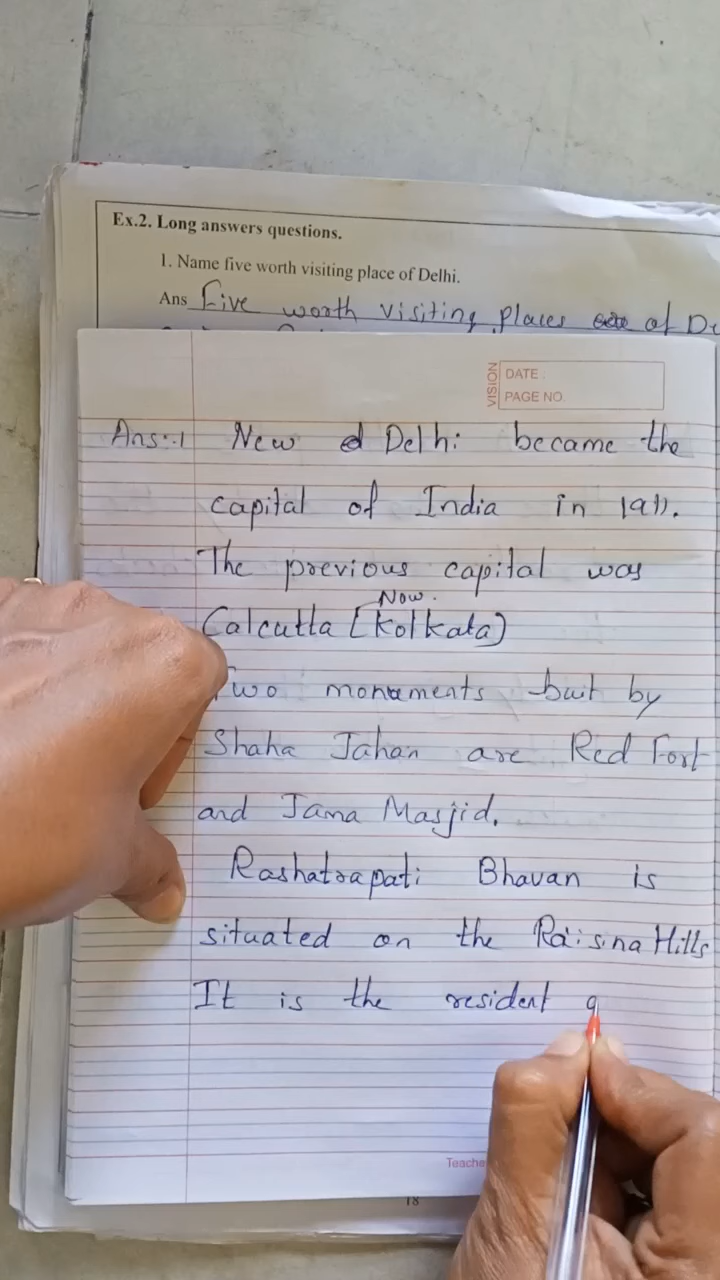 Ex.2. Long answers questions.
1. Name five worth visiting place of Delhi.
Ans Five worth visiting places of De
VISION
DATE :
PAGE NO.
Ans:-1 New Delhi became the
capital of India in 1911.
The previous capital was
Now.
Calcutta [Kolkata)
Two monuments buit by
Shaha Jahan are Red Fort
and Jama Masjid.
Rashatrapati Bhavan is
situated on the Raisina Hills
It is the resident
Teache
18